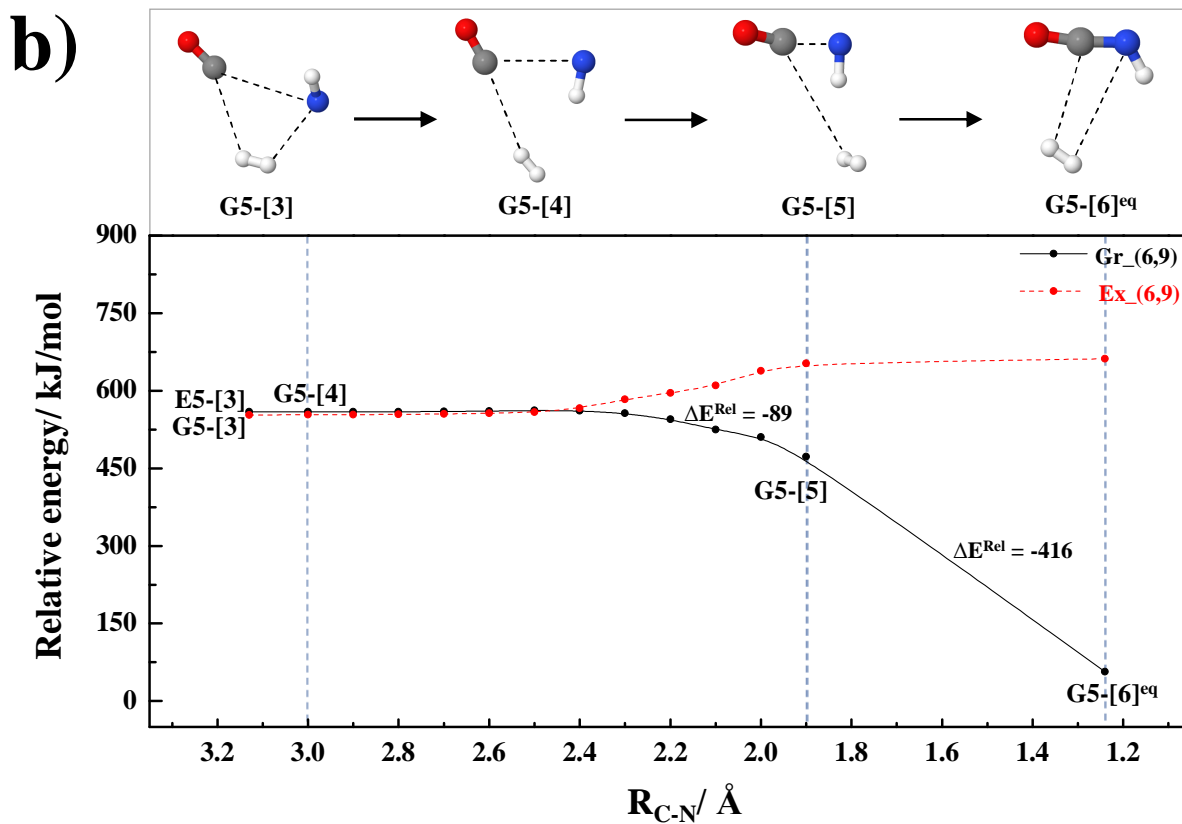 b)
G5-[3]
G5-[4]
G5-[5]
G5-[6]eq
900
750
600
450
300
150
0
Relative energy/ kJ/mol
Gr_(6,9)
Ex_(6,9)
E5-[3]
G5-[4]
G5-[3]
ΔERel = -89
G5-[5]
ΔERel = -416
G5-[6]eq
3.2 3.0 2.8 2.6 2.4 2.2 2.0 1.8 1.6 1.4 1.2
RC-N/ Å